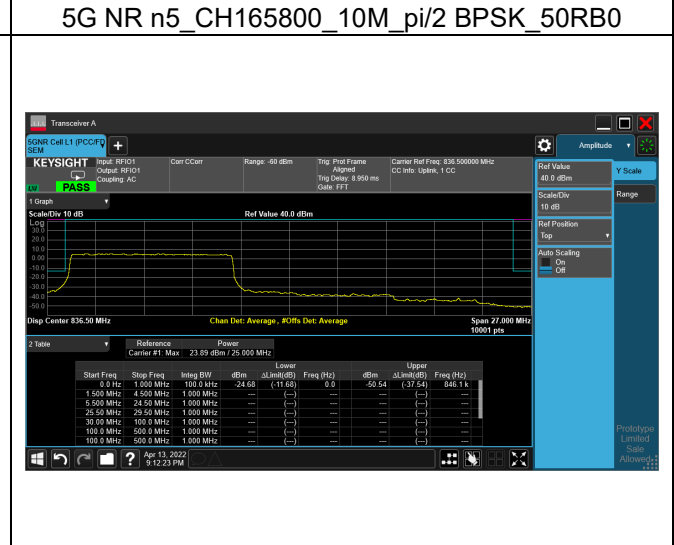 5G NR n5_CH165800_10M_pi/2 BPSK_50RB0
Transceiver A
5GNR Cell L1 (PCC/F
SEM
Amplitude
KEYSIGHT Input: RFIO1 Corr CCorr Range: -60 dBm Trig: Prot Frame Carrier Ref Freq: 836.500000 MHz
Output: RFIO1 Aligned CC Info: Uplink, 1 CC
Coupling: AC Trig Delay: 8.950 ms
LXI PASS Gate: FFT
Ref Value
40.0 dBm
Y Scale
Scale/Div
10 dB
Range
Ref Position
Top
Auto Scaling
On
Off
1 Graph
Scale/Div 10 dB Ref Value 40.0 dBm
Log
30.0
20.0
10.0
0.00
-10.0
-20.0
-30.0
-40.0
-50.0
Disp Center 836.50 MHz Chan Det: Average, #Offs Det: Average Span 27.000 MHz
10001 pts
2 Table Reference Power
Carrier #1: Max 23.89 dBm / 25.000 MHz
Lower Upper
Start Freq Stop Freq Integ BW dBm ΔLimit(dB) Freq (Hz) dBm ΔLimit(dB) Freq (Hz)
0.0 Hz 1.000 MHz 100.0 kHz -24.68 (-11.68) 0.0 -50.54 (-37.54) 846.1 k
1.500 MHz 4.500 MHz 1.000 MHz --- (---) --- --- (---) ---
5.500 MHz 24.50 MHz 1.000 MHz --- (---) --- --- (---) ---
25.50 MHz 29.50 MHz 1.000 MHz --- (---) --- --- (---) ---
30.00 MHz 100.0 MHz 1.000 MHz --- (---) --- --- (---) ---
100.0 MHz 500.0 MHz 1.000 MHz --- (---) --- --- (---) ---
100.0 MHz 500.0 MHz 1.000 MHz --- (---) --- --- (---) ---
Prototype
Limited
Sale
Allowed
? Apr 13, 2022
9:12:23 PM